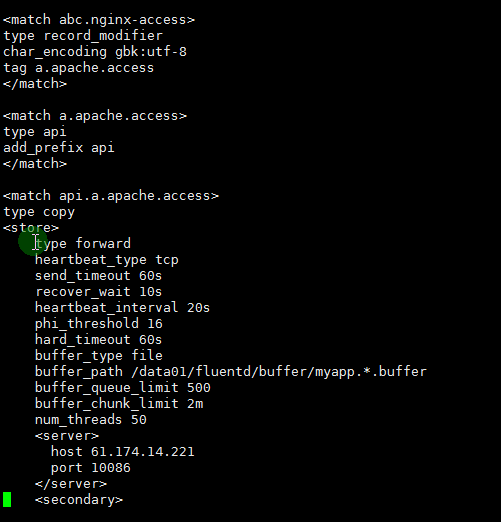 <match abc.nginx-access>
type record_modifier
char_encoding gbk:utf-8
tag a.apache.access
</match>
<match a.apache.access>
type api
add_prefix api
</match>
<match api.a.apache.access>
type copy
<store>
type forward
heartbeat_type tcp
send_timeout 60s
recover_wait 10s
heartbeat_interval 20s
phi_threshold 16
hard_timeout 60s
buffer_type file
buffer_path /data01/fluentd/buffer/myapp.*.buffer
buffer_queue_limit 500
buffer_chunk_limit 2m
num_threads 50
<server>
host 61.174.14.221
port 10086
</server>
<secondary>